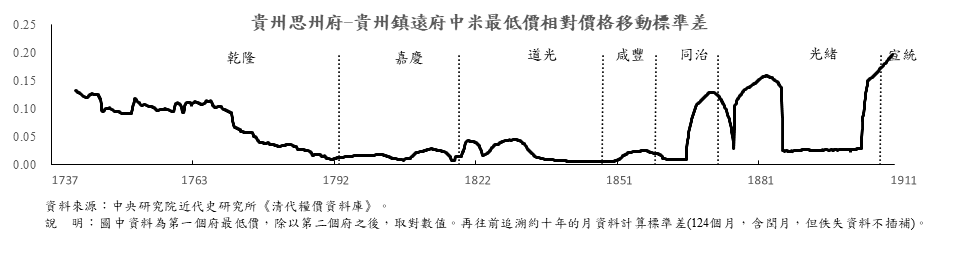 貴州思州府-貴州鎮遠府中米最低價相對價格移動標準差
0.25
0.20
0.15
0.10
0.05
0.00
乾隆
嘉慶
道光
咸豐
同治
光緒
宣統
1737
1763
1792
1822
1851
1881
1911
資料來源：中央研究院近代史研究所《清代糧價資料庫》。
說　明：圖中資料為第一個府最低價，除以第二個府之後，取對數值。再往前追溯約十年的月資料計算標準差(124個月，含閏月，但佚失資料不插補)。